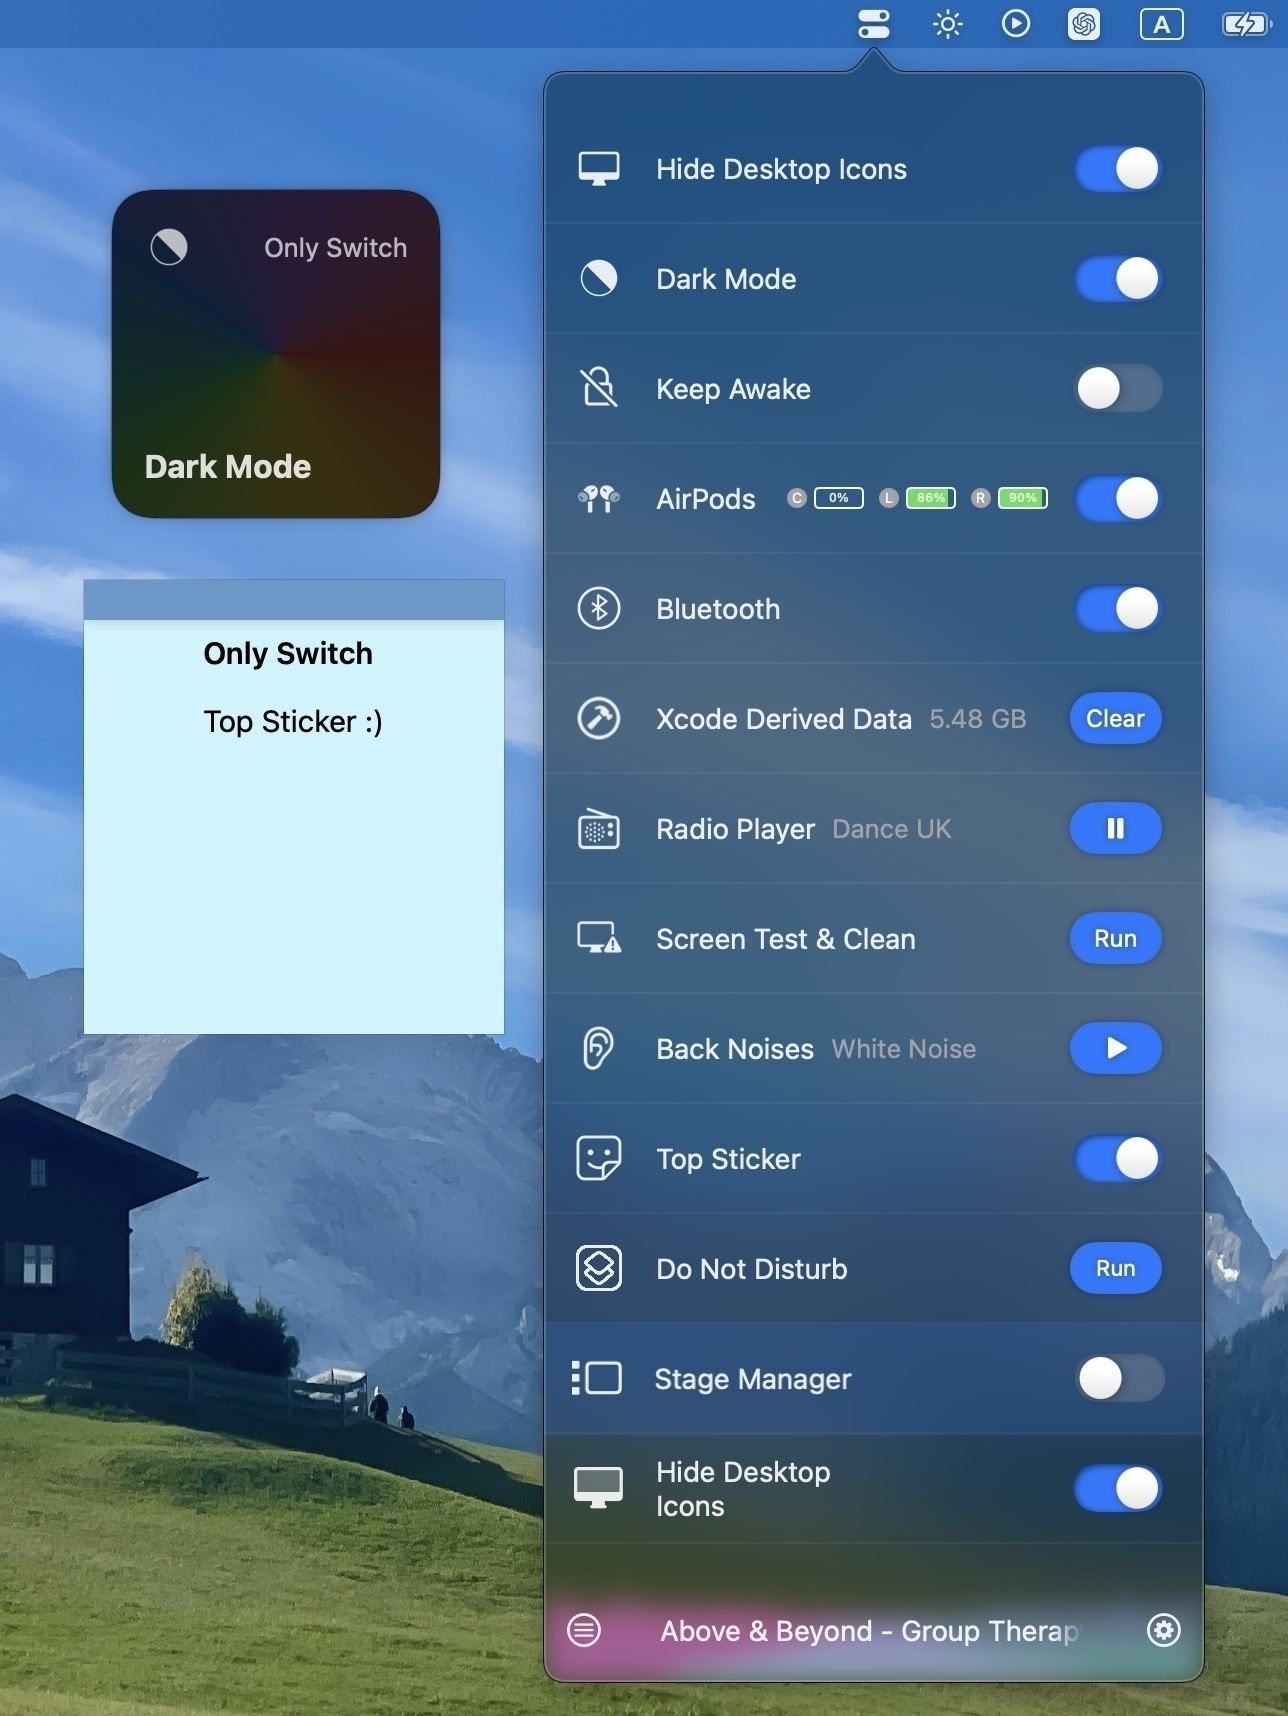 A
Only Switch
Dark Mode
Only Switch
Top Sticker :)
Hide Desktop Icons
Dark Mode
Keep Awake
AirPods C 0% L 86% R 90%
Bluetooth
Xcode Derived Data 5.48 GB Clear
Radio Player Dance UK
Screen Test & Clean Run
Back Noises White Noise
Top Sticker
Do Not Disturb Run
Stage Manager
Hide Desktop
Icons
Above & Beyond - Group Therap